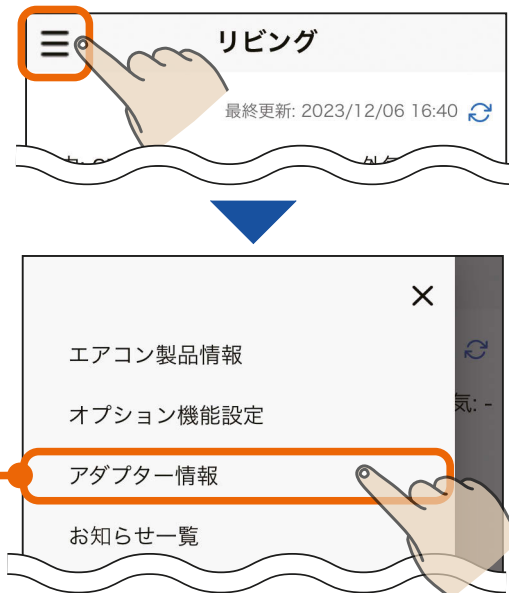 リビング
最終更新: 2023/12/06 16:40
エアコン製品情報
気: -
オプション機能設定
アダプター情報
お知らせ一覧